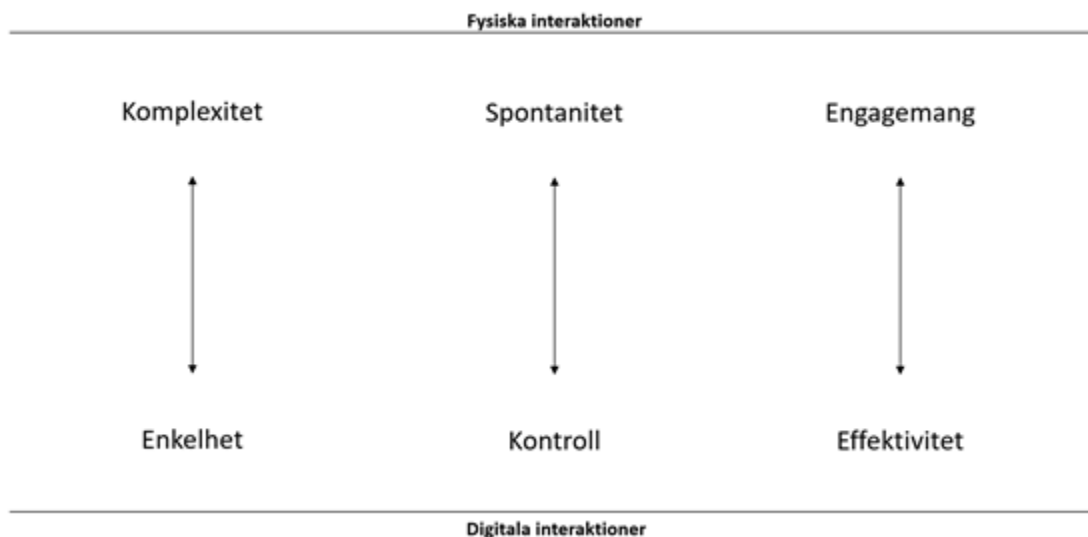 Fysiska interaktioner
Komplexitet Spontanitet Engagemang
Enkelhet Kontroll Effektivitet
Digitala interaktioner